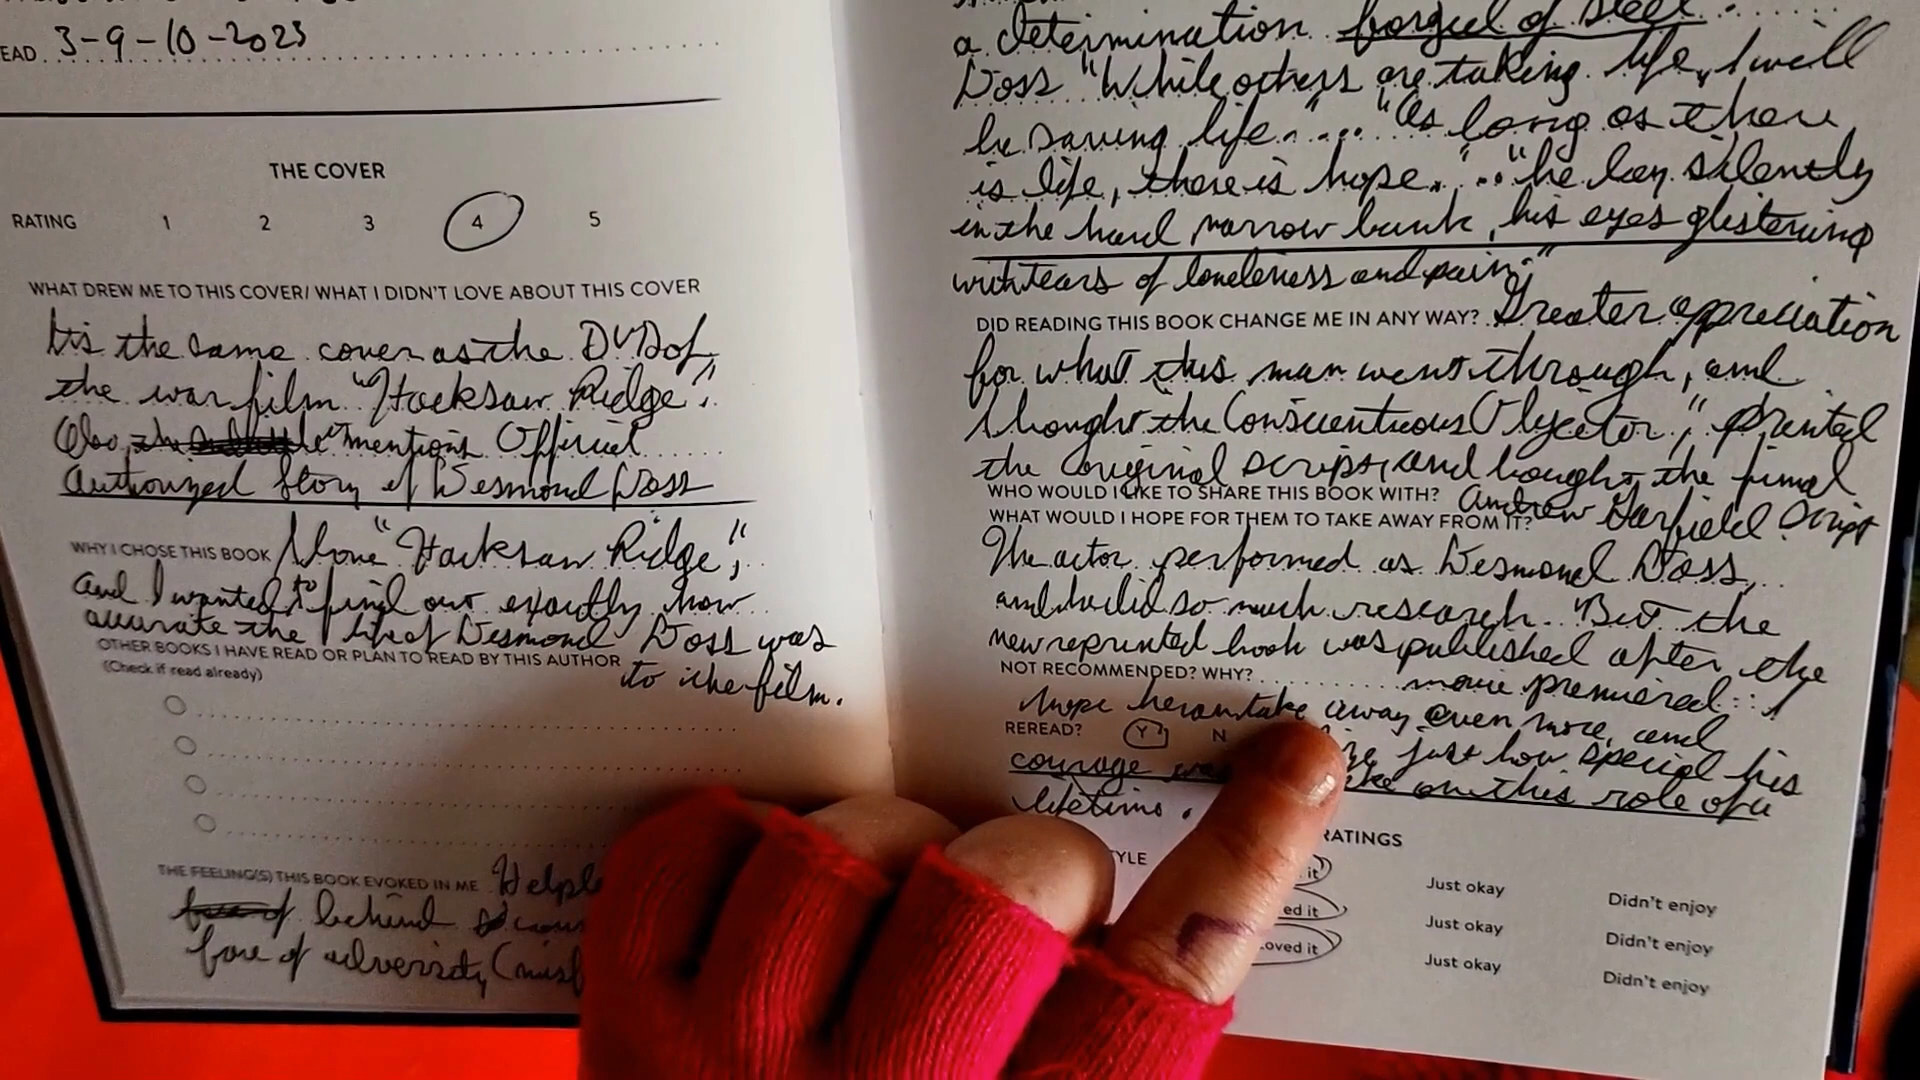 EAD 3-9-10-2023
THE COVER
RATING 1 2 3 4 5
WHAT DREW ME TO THIS COVER/ WHAT I DIDN'T LOVE ABOUT THIS COVER
It's the same cover as the DVD of
the war film "Hacksaw Ridge".
Also, mentions Official
Authorized Story of Desmond Doss
WHY I CHOSE THIS BOOK I love "Hacksaw Ridge",
and I wanted to find out exactly how
accurate the life of Desmond Doss was
to the film.
OTHER BOOKS I HAVE READ OR PLAN TO READ BY THIS AUTHOR
(Check if read already)
THE FEELING(S) THIS BOOK EVOKED IN ME Helple
of behind
face of adversity
a determination forged of steel.
Doss "While others are taking life, I will
be saving life." ... "As long as there
is life, there is hope." ... "he lay silently
in the hard narrow bunk, his eyes glistening
with tears of loneliness and pain."
DID READING THIS BOOK CHANGE ME IN ANY WAY? Greater appreciation
for what this man went through, and
I bought "the Conscientious Objector," printed
the original script, and bought the final
script
WHO WOULD I LIKE TO SHARE THIS BOOK WITH? Andrew Garfield
WHAT WOULD I HOPE FOR THEM TO TAKE AWAY FROM IT?
The actor performed as Desmond Doss,
and he did so much research. But the
new reprinted book was published after the
movie premiered. I
NOT RECOMMENDED? WHY?
hope he can take away even more, and
REREAD? Y N
just how special his
courage on this role of a
lifetime.
RATINGS
YLE it Just okay Didn't enjoy
ed it Just okay Didn't enjoy
oved it Just okay Didn't enjoy